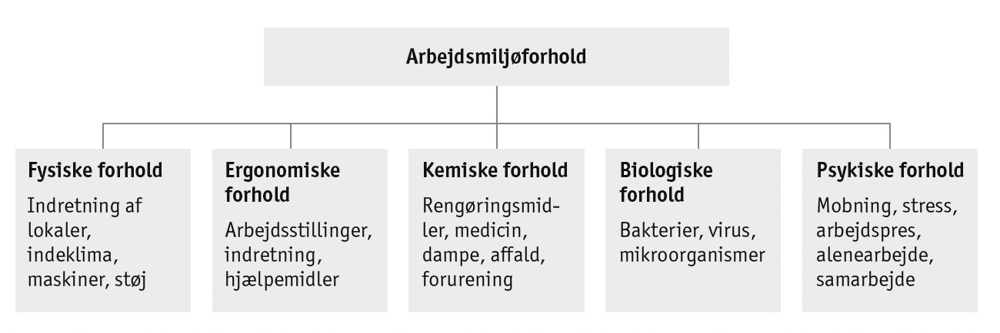 Arbejdsmiljøforhold
Fysiske forhold
Indretning af
lokaler,
indeklima,
maskiner, støj
Ergonomiske
forhold
Arbejdsstillinger,
indretning,
hjælpemidler
Kemiske forhold
Rengøringsmid-
ler, medicin,
dampe, affald,
forurening
Biologiske
forhold
Bakterier, virus,
mikroorganismer
Psykiske forhold
Mobning, stress,
arbejdspres,
alenearbejde,
samarbejde